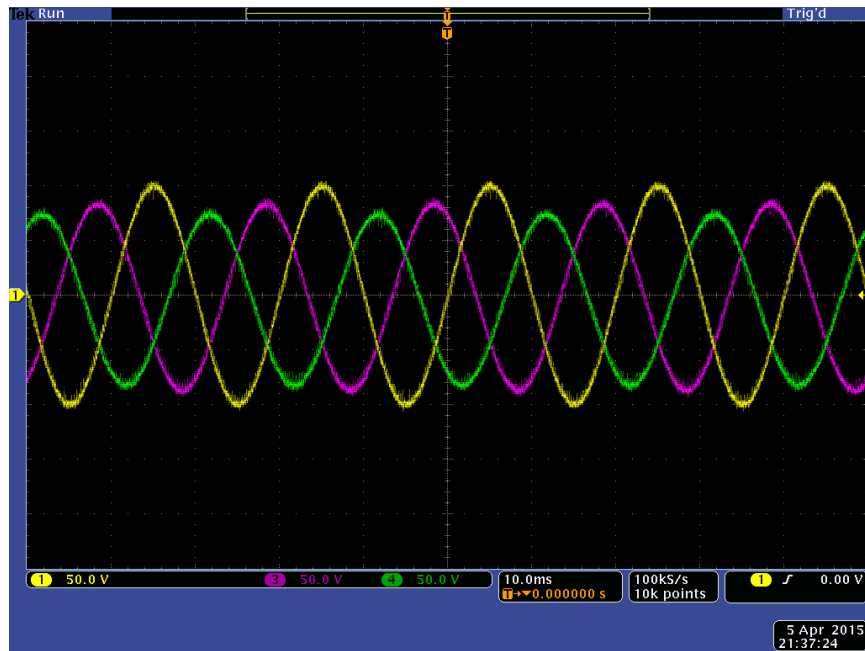 Tek Run Trig'd
T
T
1
1 50.0 V 3 50.0 V 4 50.0 V 10.0ms 100kS/s 1 0.00 V
T→▼0.000000 s 10k points
5 Apr 2015
21:37:24